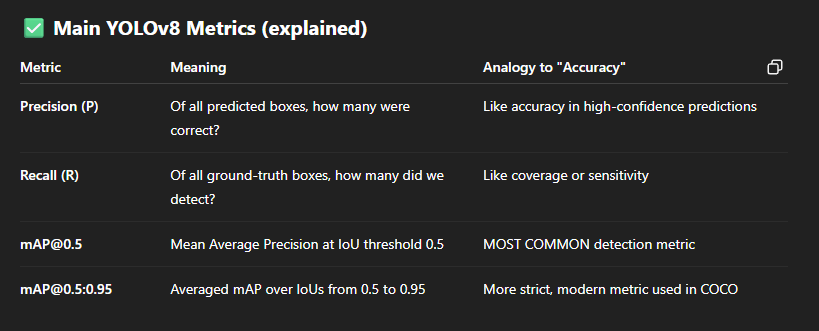 ✅ Main YOLOv8 Metrics (explained)
Metric Meaning Analogy to "Accuracy"
Precision (P) Of all predicted boxes, how many were Like accuracy in high-confidence predictions
correct?
Recall (R) Of all ground-truth boxes, how many did we Like coverage or sensitivity
detect?
mAP@0.5 Mean Average Precision at IoU threshold 0.5 MOST COMMON detection metric
mAP@0.5:0.95 Averaged mAP over IoUs from 0.5 to 0.95 More strict, modern metric used in COCO